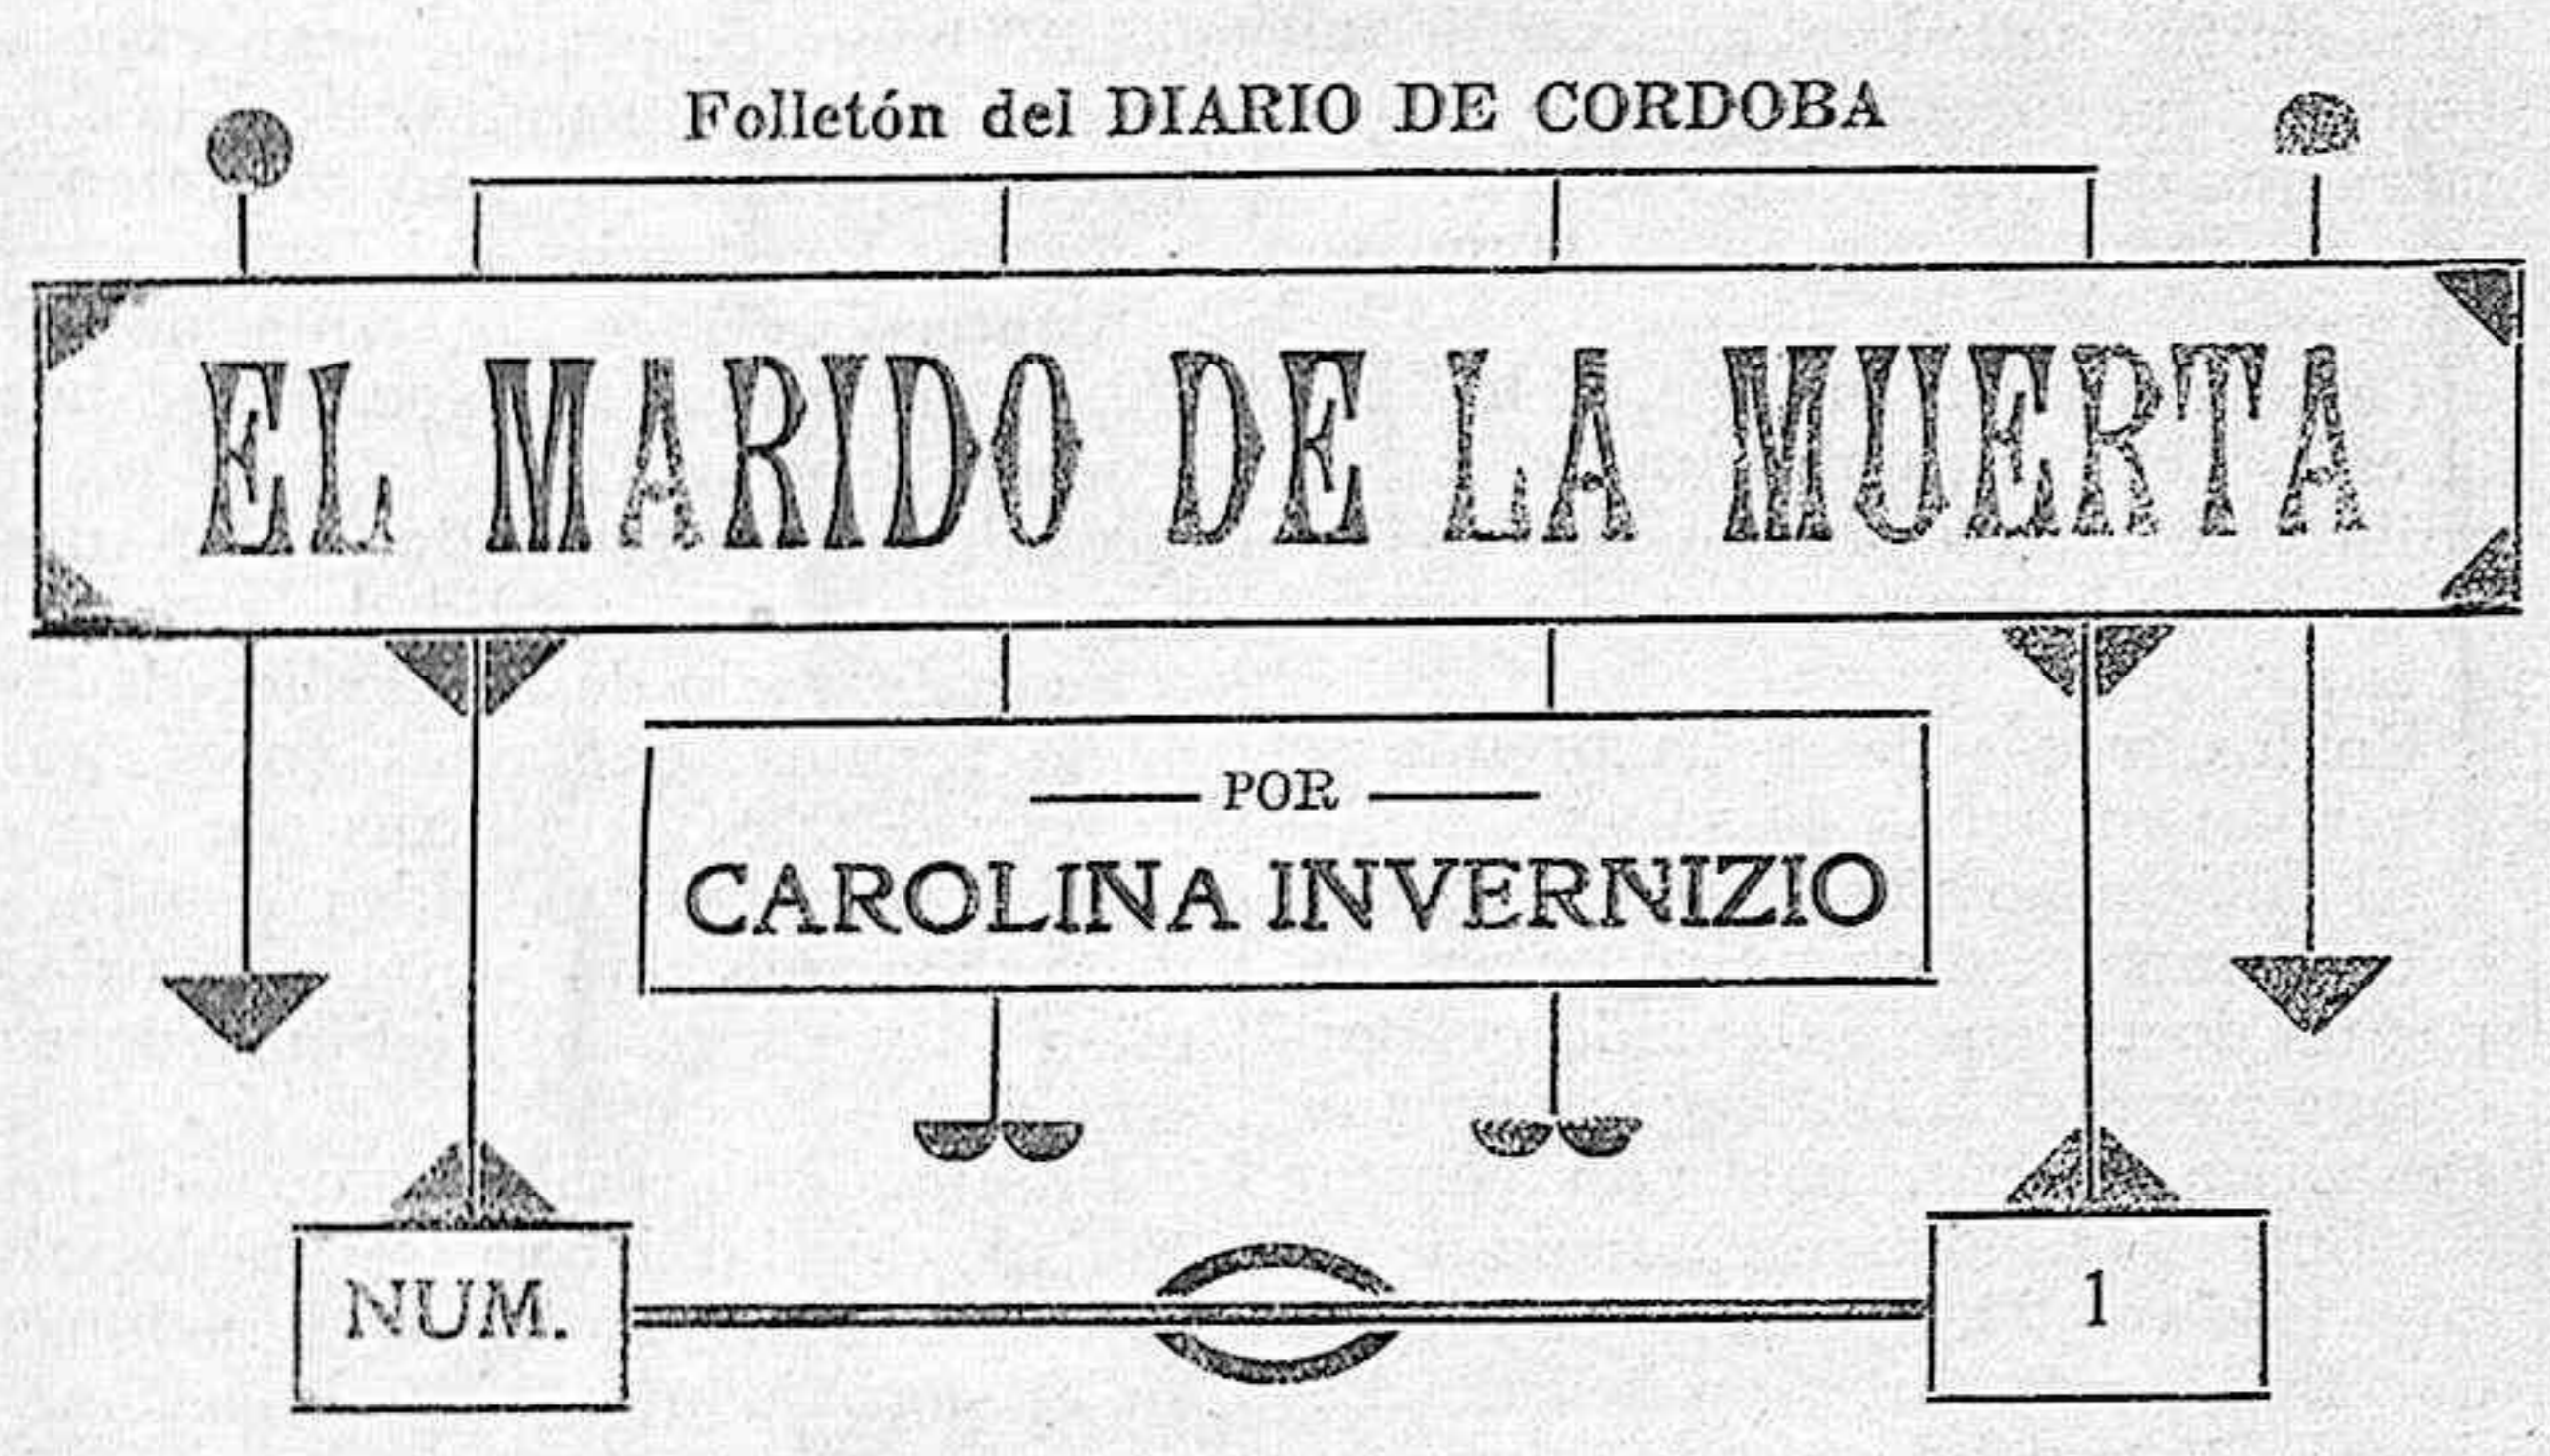 Folletón del DIARIO DE CORDOBA
EL MARIDO DE LA MUERTA
POR
CAROLINA INVERNIZIO
NUM. 1